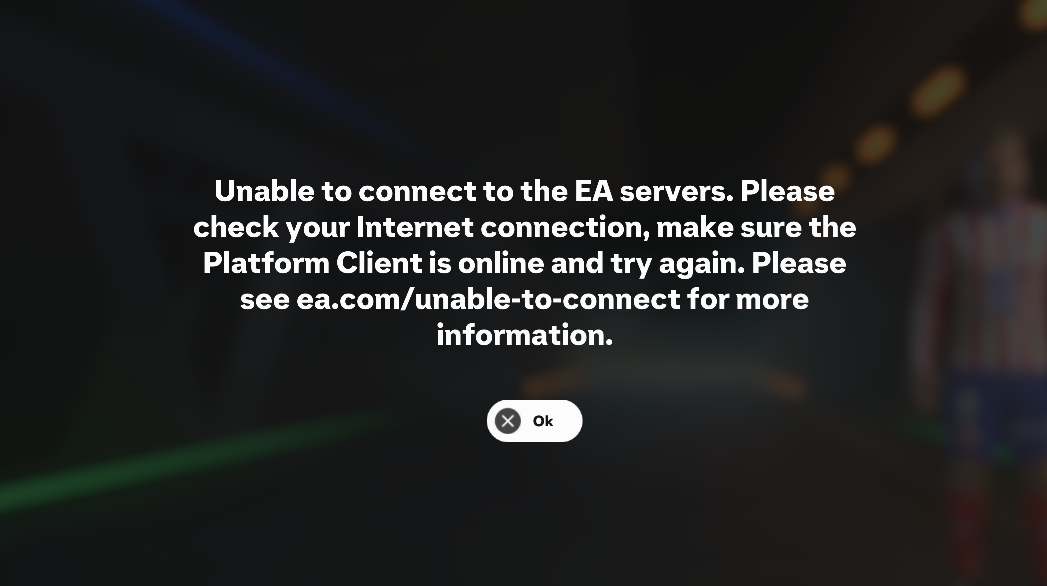 Unable to connect to the EA servers. Please
check your Internet connection, make sure the
Platform Client is online and try again. Please
see ea.com/unable-to-connect for more
information.
Ok